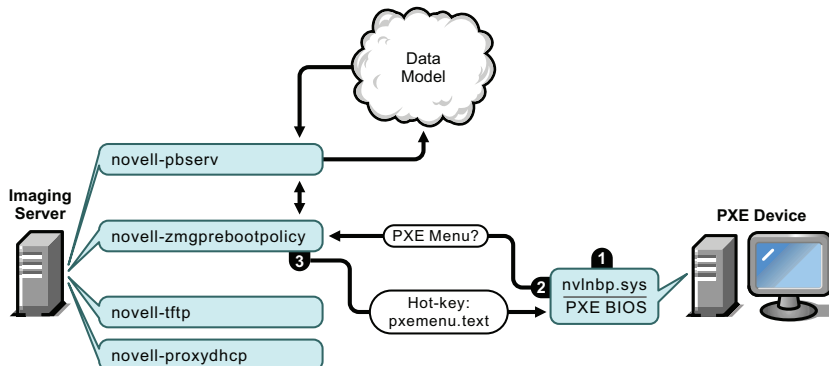 Data
Model
novell-pbserv
Imaging
Server
novell-zmgprebootpolicy
3
PXE Menu?
PXE Device
1
2
nvlnbp.sys
PXE BIOS
Hot-key:
pxemenu.text
novell-tftp
novell-proxydhcp